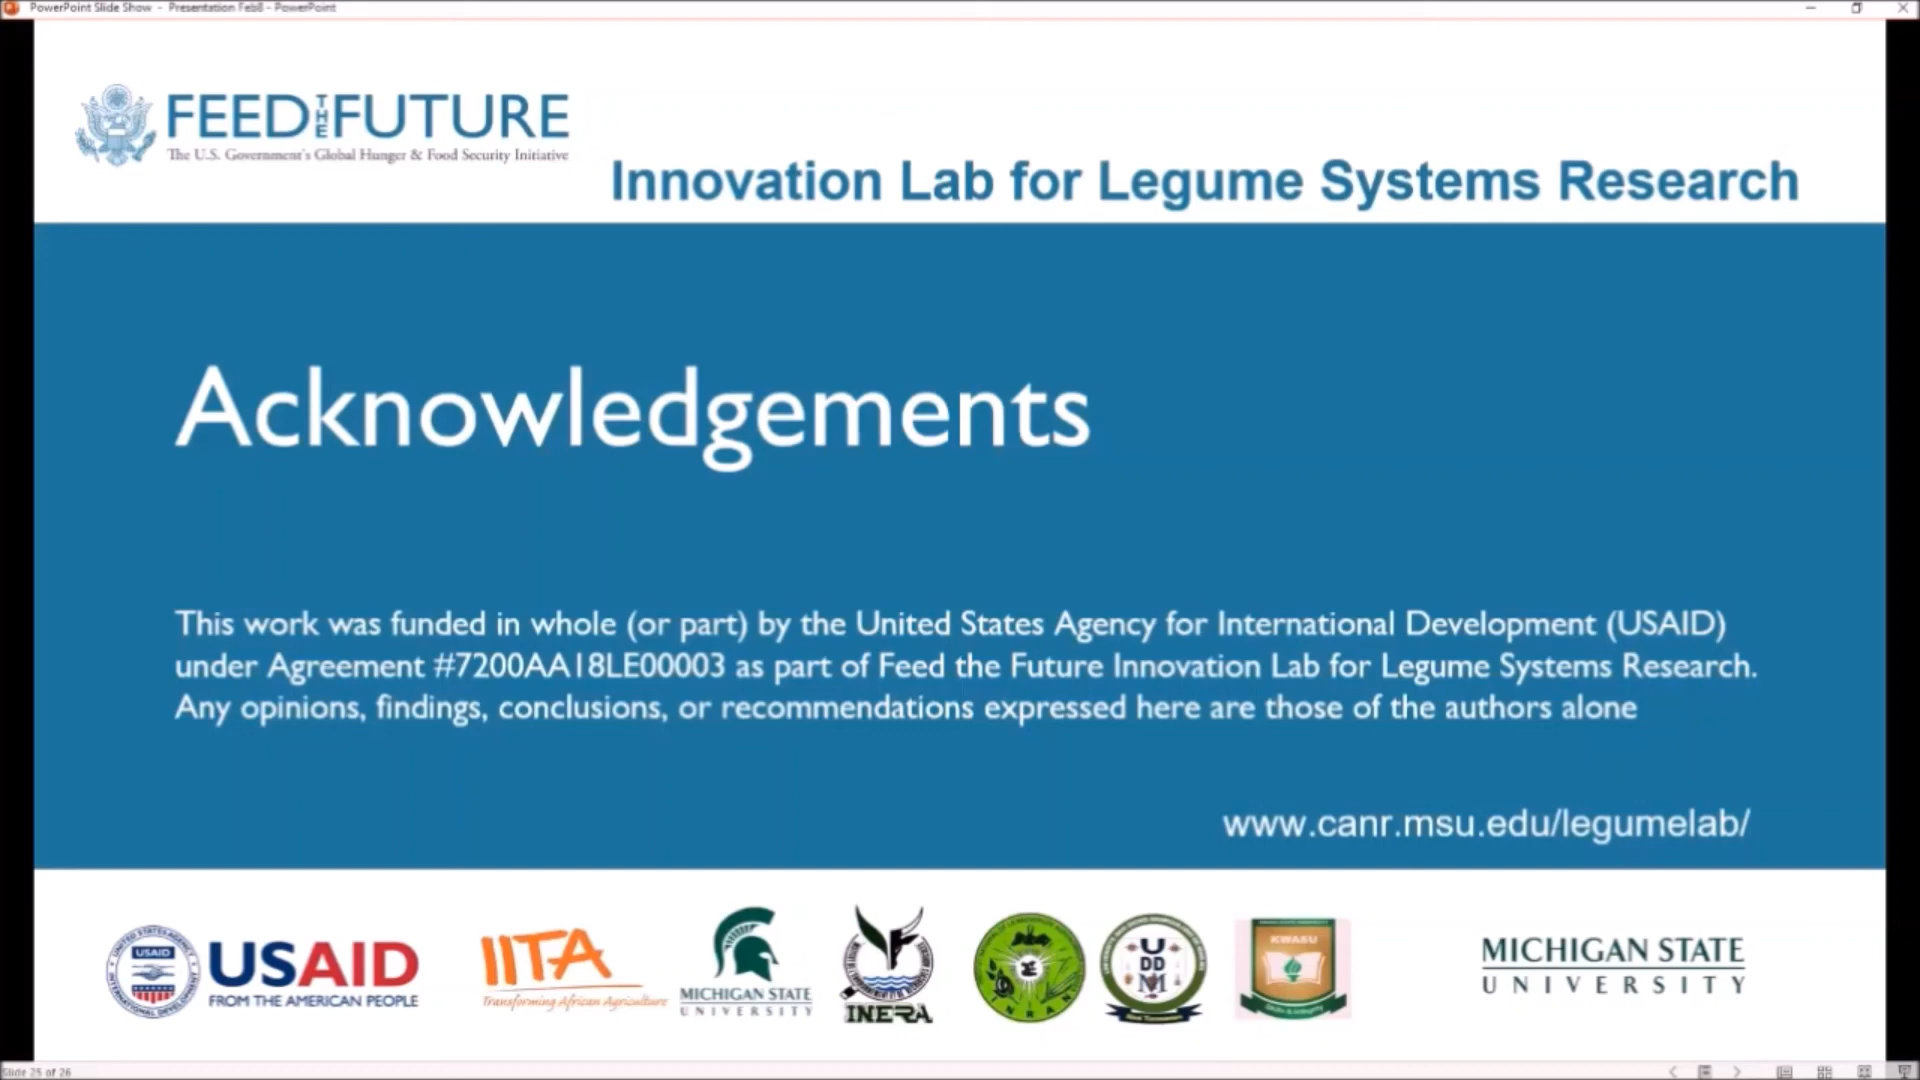 PowerPoint Slide Show - Presentation Feb8 - PowerPoint
FEED THE FUTURE
The U.S. Government's Global Hunger & Food Security Initiative
Innovation Lab for Legume Systems Research
Acknowledgements
This work was funded in whole (or part) by the United States Agency for International Development (USAID)
under Agreement #7200AA18LE00003 as part of Feed the Future Innovation Lab for Legume Systems Research.
Any opinions, findings, conclusions, or recommendations expressed here are those of the authors alone
www.canr.msu.edu/legumelab/
USAID
USAID
FROM THE AMERICAN PEOPLE
IITA
Transforming African Agriculture
MICHIGAN STATE
UNIVERSITY
INERA
INRAN
U
DD
M
KWASU
MICHIGAN STATE
UNIVERSITY
Slide 25 of 26